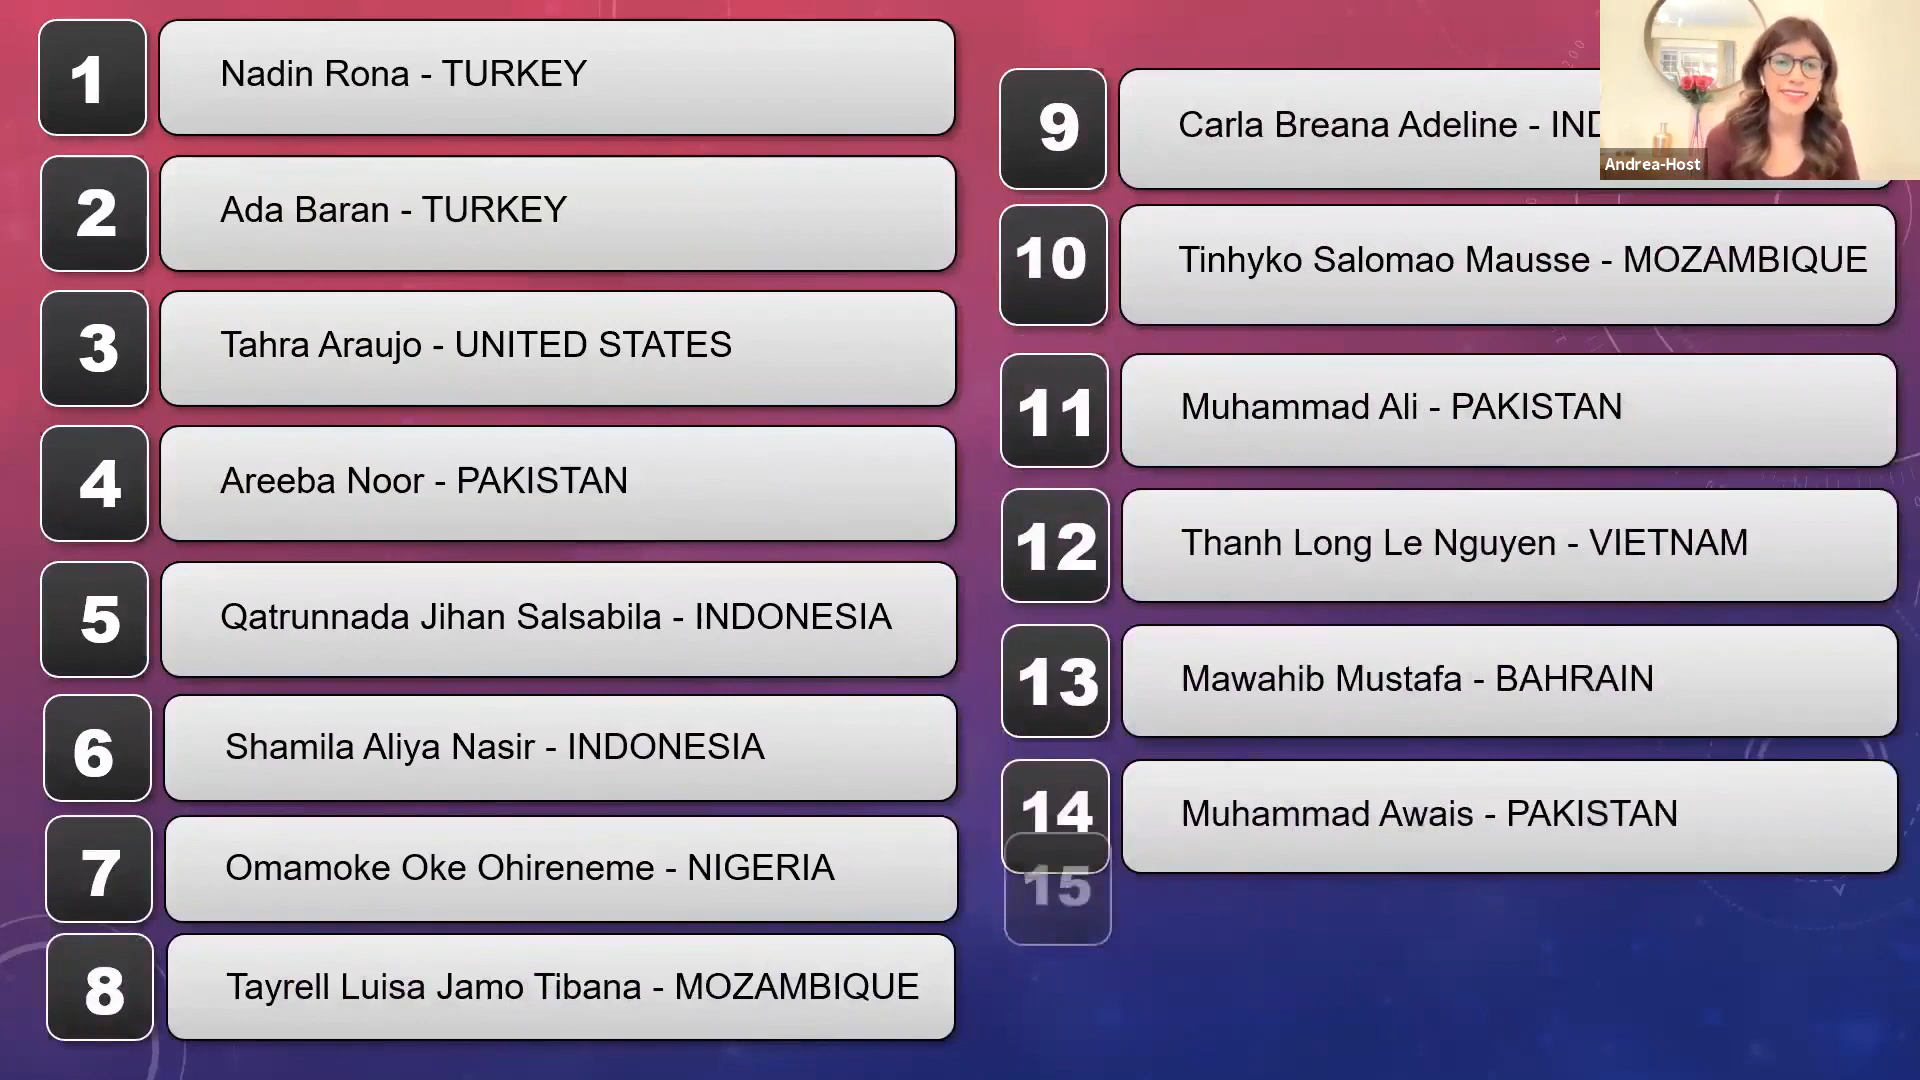 1
Nadin Rona - TURKEY
2
Ada Baran - TURKEY
3
Tahra Araujo - UNITED STATES
4
Areeba Noor - PAKISTAN
5
Qatrunnada Jihan Salsabila - INDONESIA
6
Shamila Aliya Nasir - INDONESIA
7
Omamoke Oke Ohireneme - NIGERIA
8
Tayrell Luisa Jamo Tibana - MOZAMBIQUE
9
Carla Breana Adeline -
10
Tinhyko Salomao Mausse - MOZAMBIQUE
11
Muhammad Ali - PAKISTAN
12
Thanh Long Le Nguyen - VIETNAM
13
Mawahib Mustafa - BAHRAIN
14
Muhammad Awais - PAKISTAN
15
Andrea-Host